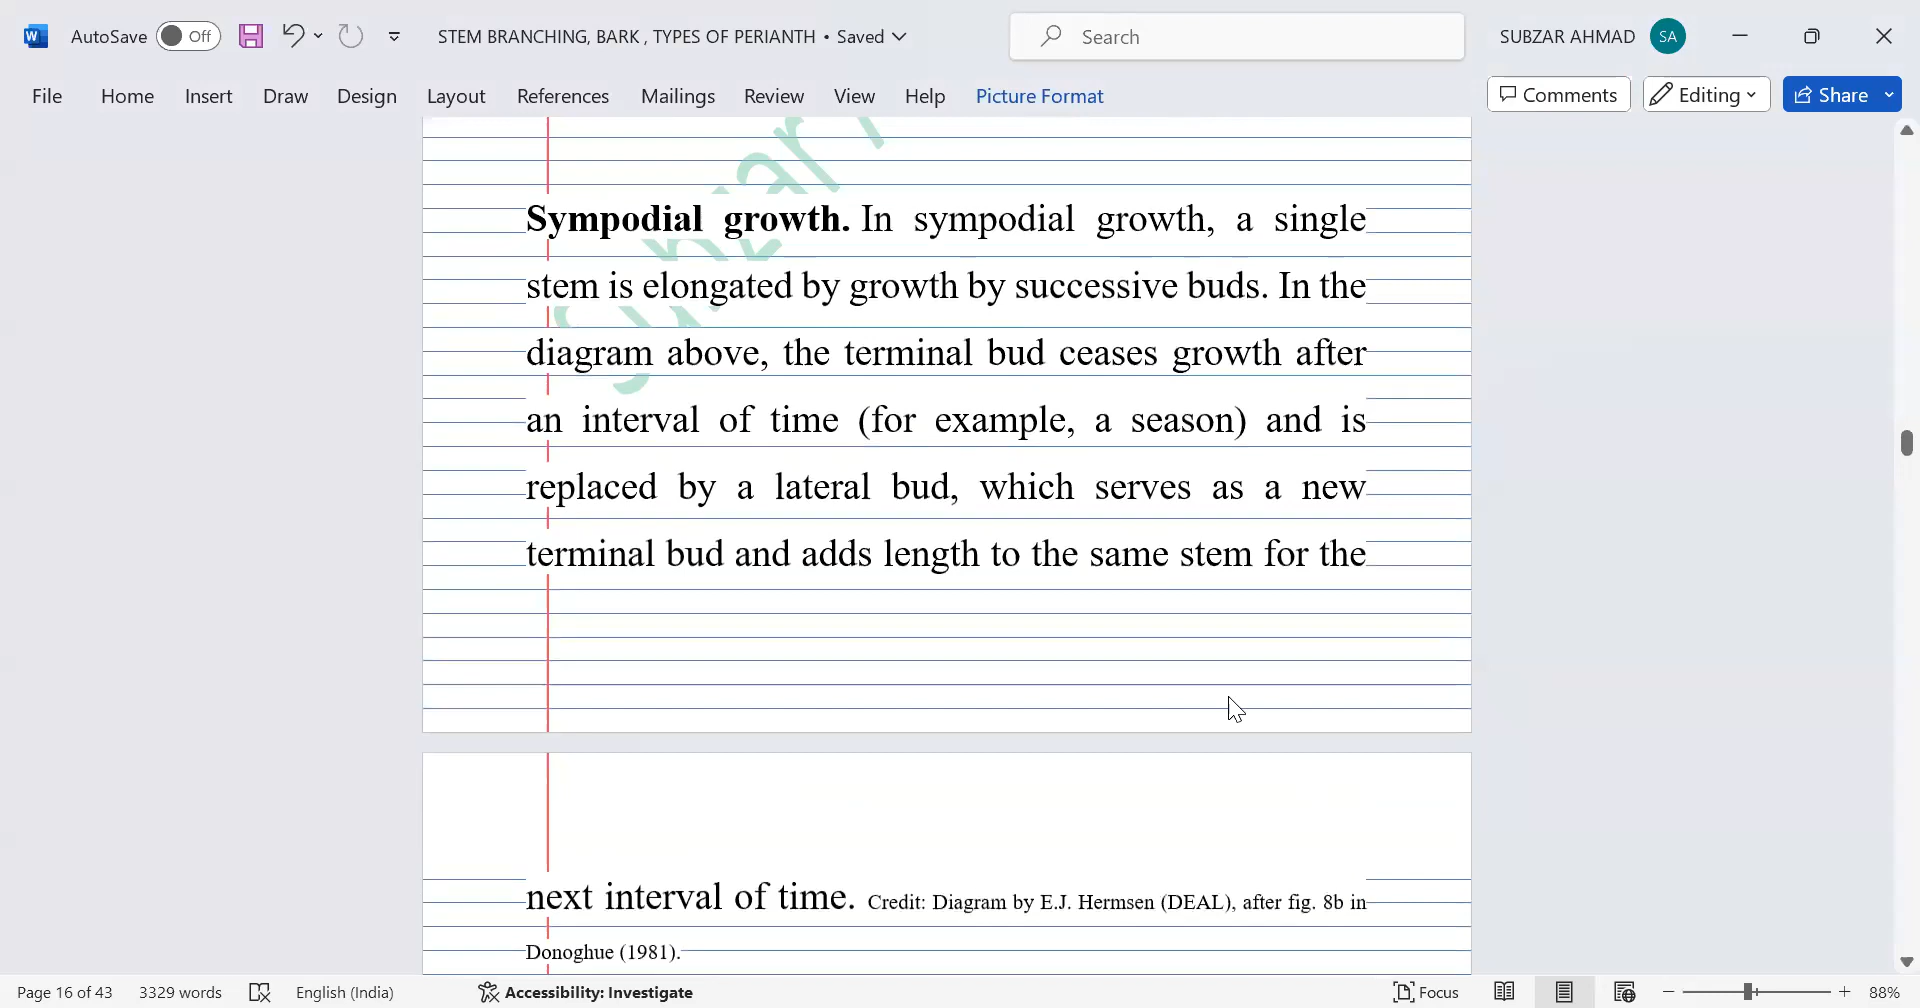 AutoSave Off STEM BRANCHING, BARK , TYPES OF PERIANTH • Saved Search SUBZAR AHMAD SA
File Home Insert Draw Design Layout References Mailings Review View Help Picture Format Comments Editing Share
Sympodial growth. In sympodial growth, a single
stem is elongated by growth by successive buds. In the
diagram above, the terminal bud ceases growth after
an interval of time (for example, a season) and is
replaced by a lateral bud, which serves as a new
terminal bud and adds length to the same stem for the
next interval of time. Credit: Diagram by E.J. Hermsen (DEAL), after fig. 8b in
Donoghue (1981).
Page 16 of 43 3329 words English (India) Accessibility: Investigate Focus 88%